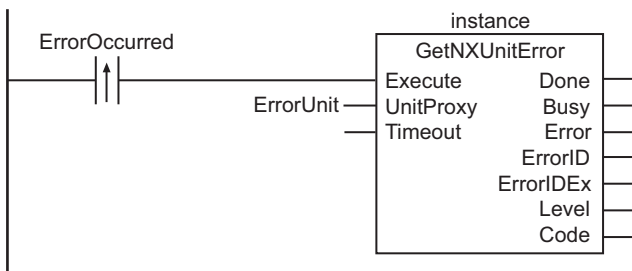 instance
ErrorOccurred
GetNXUnitError
Execute Done
ErrorUnit UnitProxy Busy
Timeout Error
ErrorID
ErrorIDEx
Level
Code